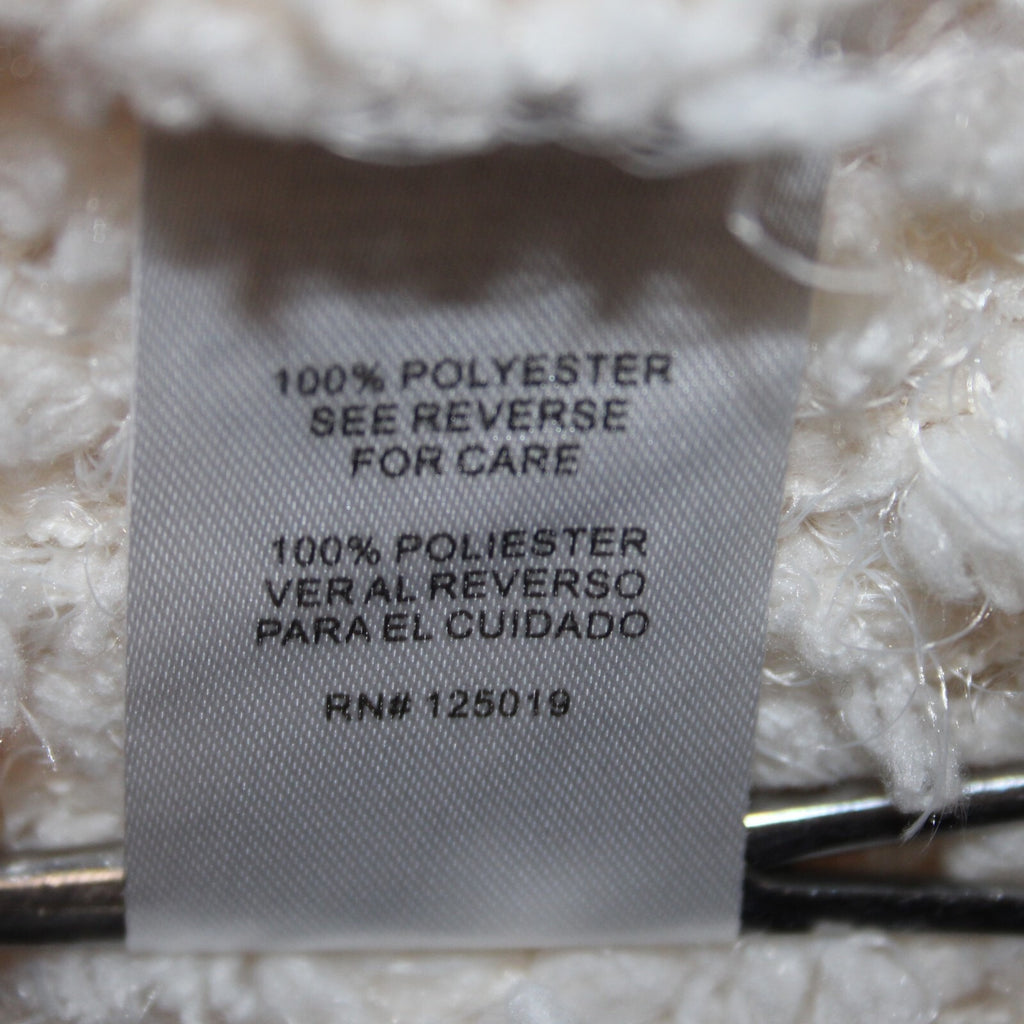 100% POLYESTER
SEE REVERSE
FOR CARE
100% POLIESTER
VER AL REVERSO
PARA EL CUIDADO
RN# 125019